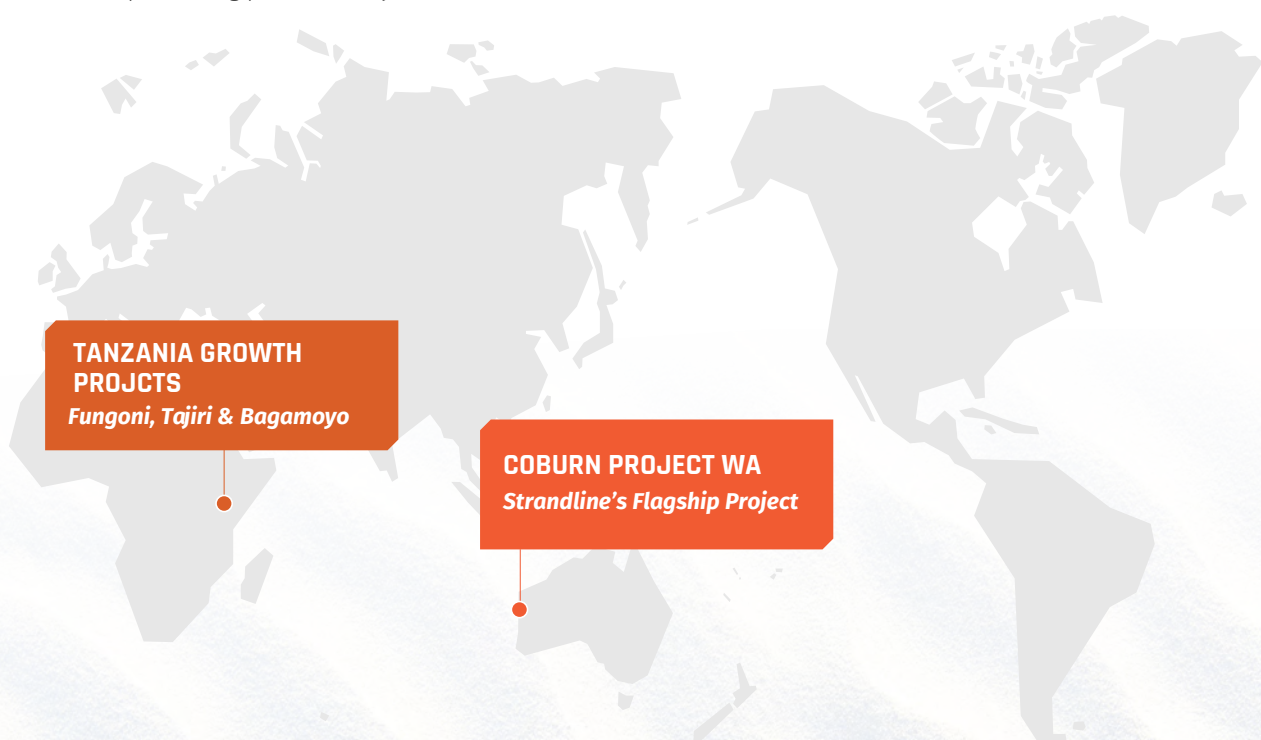 TANZANIA GROWTH
PROJCTS
Fungoni, Tajiri & Bagamoyo
COBURN PROJECT WA
Strandline’s Flagship Project